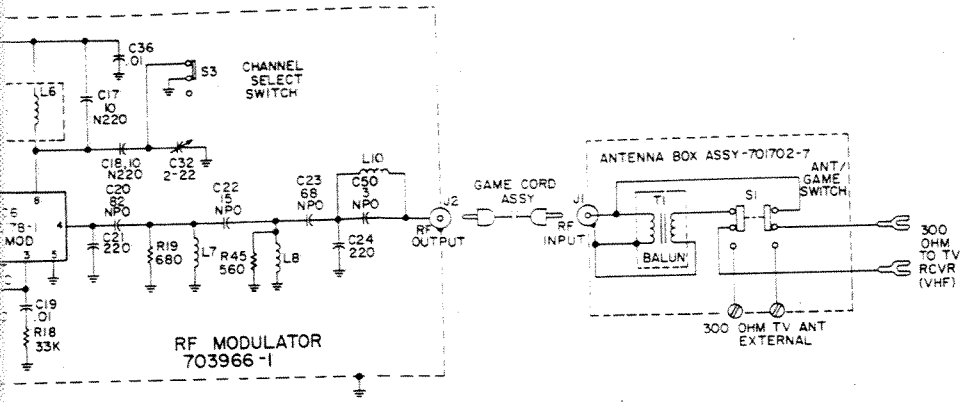 C36
.01
S3
CHANNEL
SELECT
SWITCH
L6
C17
10
N220
C18,10
N220
C32
2-22
8
C6
78-1
MOD
4
3
5
C20
82
NPO
C21
220
R19
680
L7
C22
15
NPO
R45
560
L8
C23
68
NPO
L10
C50
3
NPO
C24
220
J2
RF
OUTPUT
GAME CORD
ASSY
J1
RF
INPUT
ANTENNA BOX ASSY-701702-7
ANT/
GAME
SWITCH
T1
BALUN
S1
300
OHM
TO TV
RCVR
(VHF)
300 OHM TV ANT
EXTERNAL
C19
.01
R18
33K
RF MODULATOR
703966-1